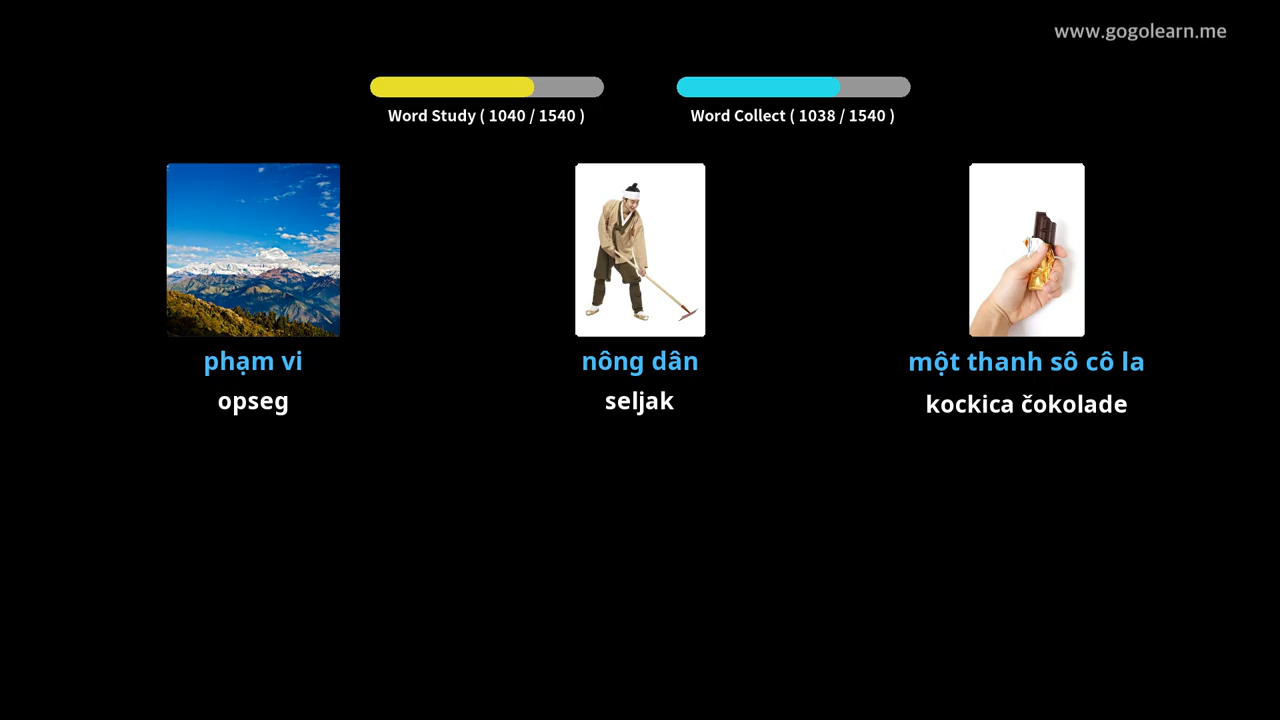 www.gogolearn.me
Word Study ( 1040 / 1540 )
Word Collect ( 1038 / 1540 )
phạm vi
opseg
nông dân
seljak
một thanh sô cô la
kockica čokolade